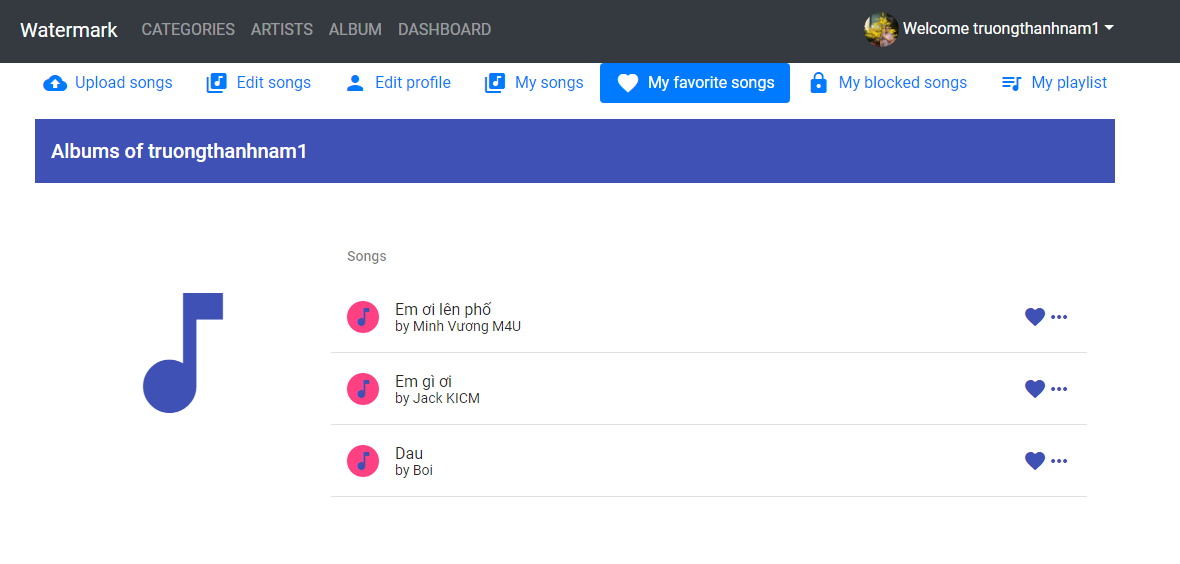 Watermark CATEGORIES ARTISTS ALBUM DASHBOARD Welcome truongthanhnam1
Upload songs Edit songs Edit profile My songs My favorite songs My blocked songs My playlist
Albums of truongthanhnam1
Songs
Em ơi lên phố
by Minh Vương M4U
Em gì ơi
by Jack KICM
Dau
by Boi